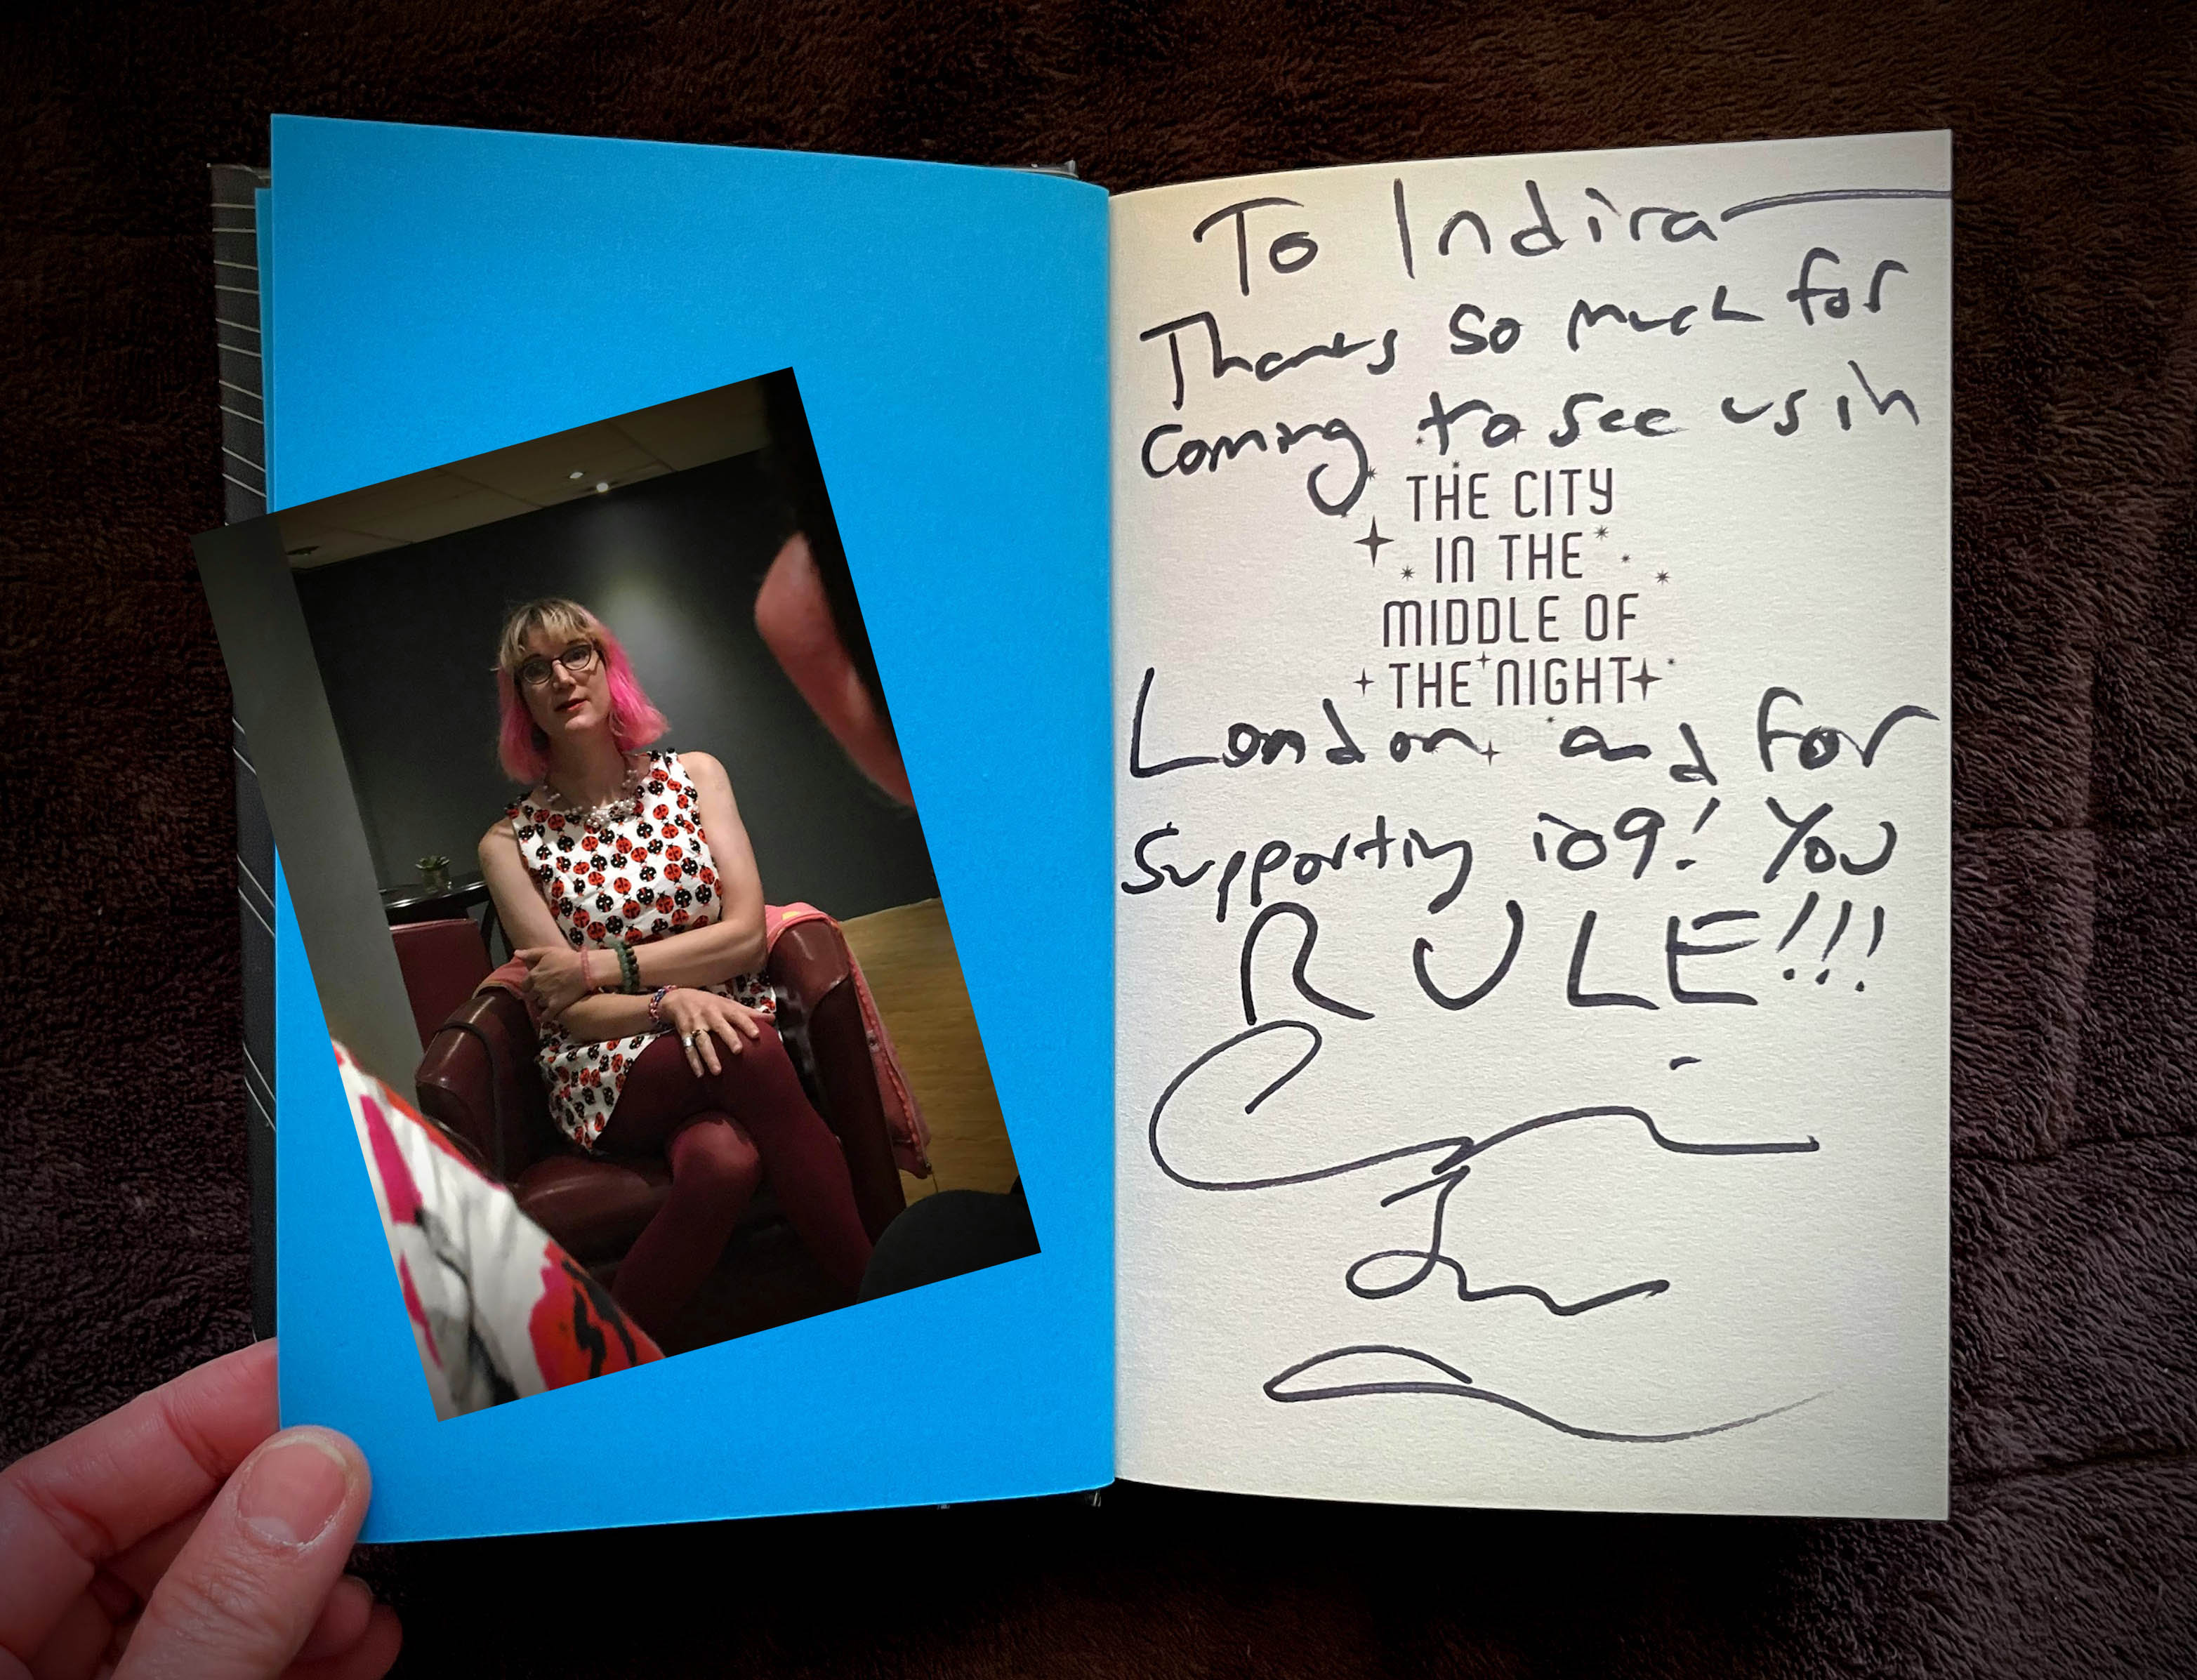 To Indira
Thanks so much for
coming to see us in
THE CITY
IN THE
MIDDLE OF
THE NIGHT
London and for
supporting io9! You
RULE!!!